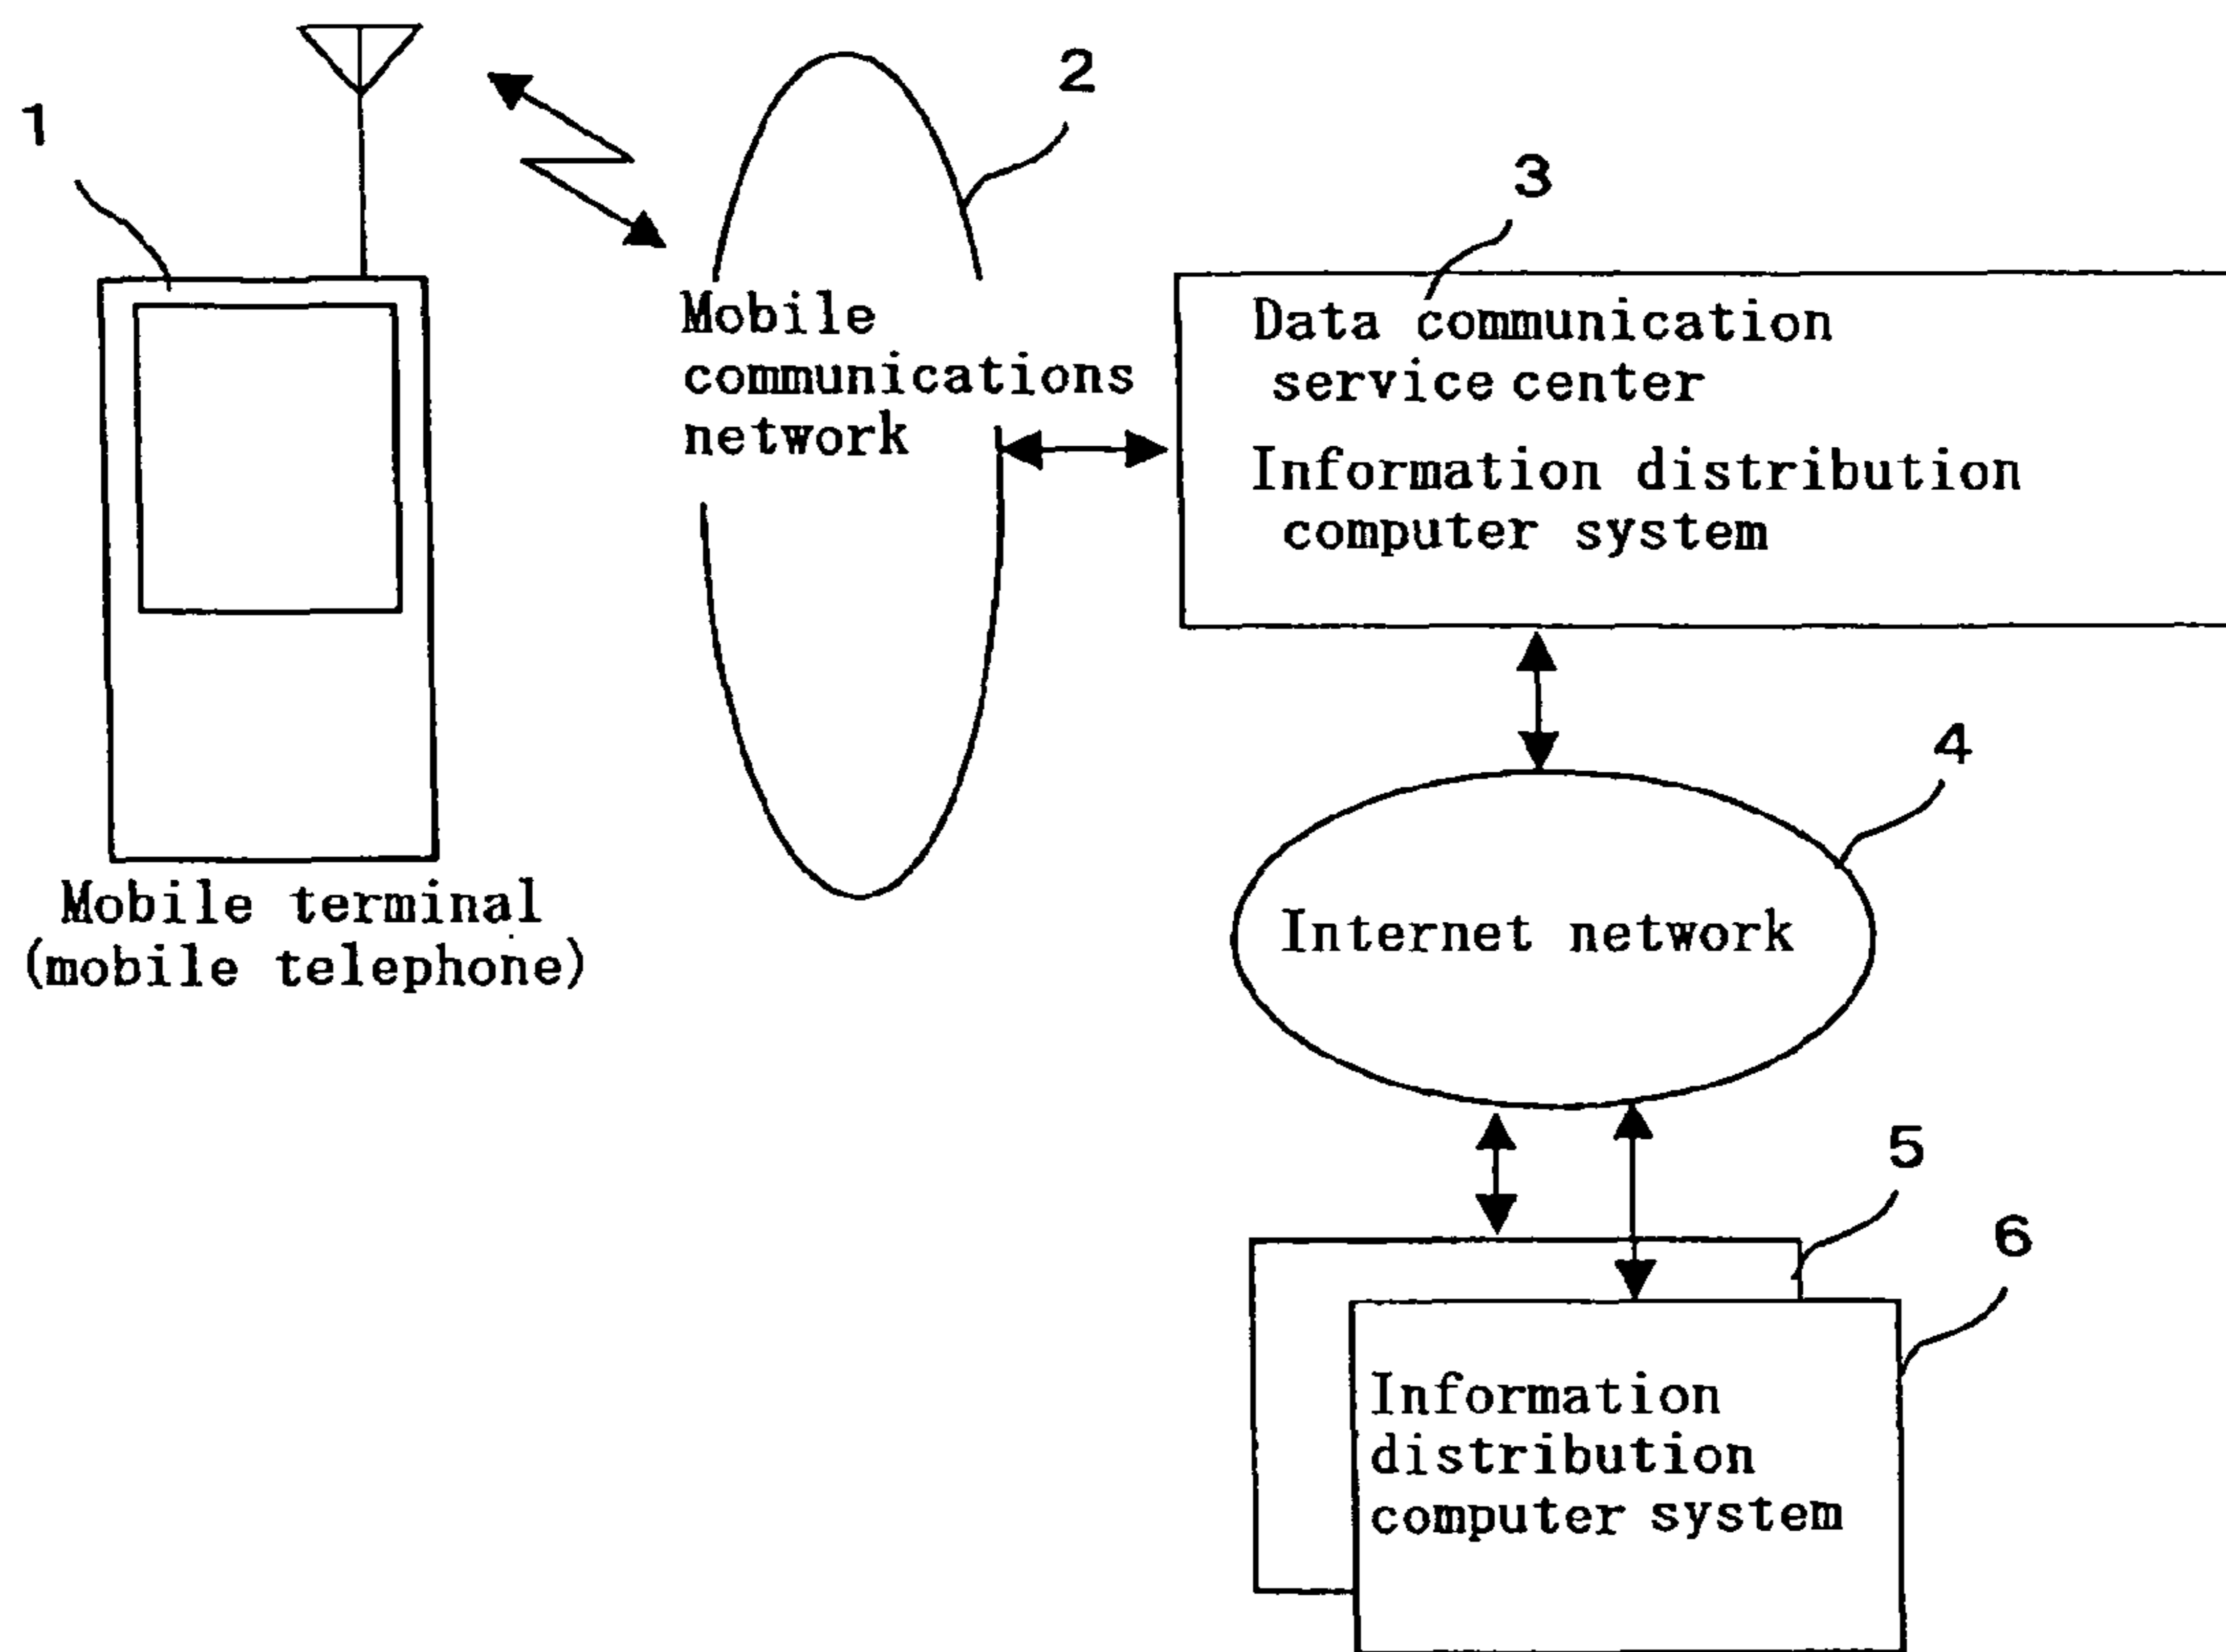 1
2
3
Mobile
communications
network
Data communication
service center
Information distribution
computer system
4
Mobile terminal
(mobile telephone)
Internet network
5
6
Information
distribution
computer system